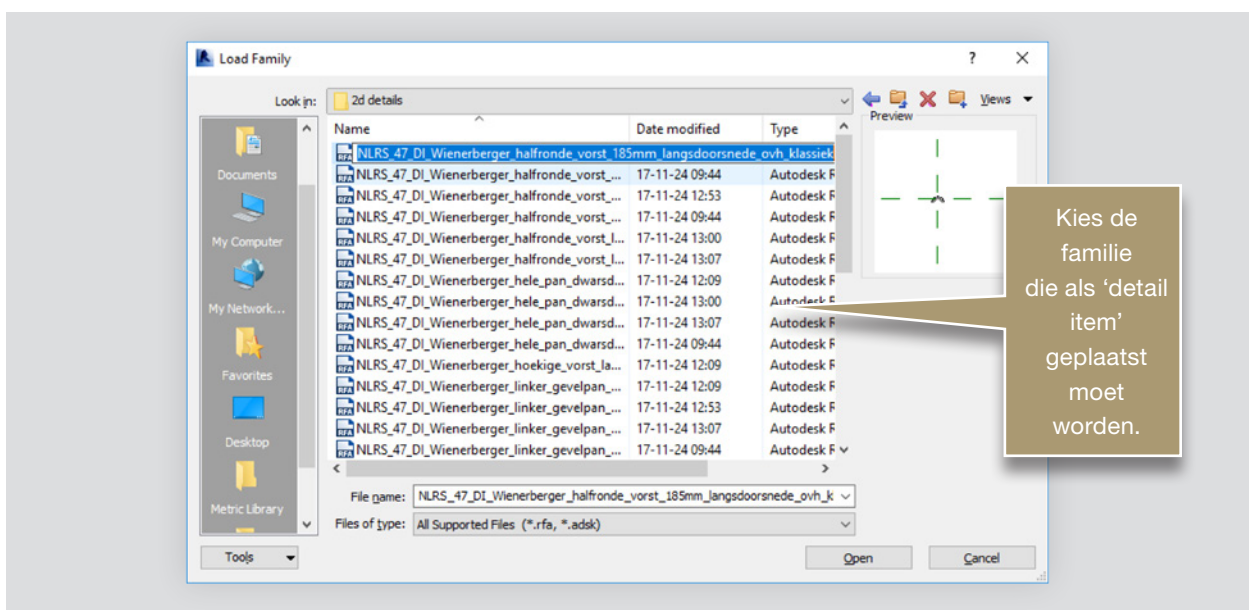 Load Family
?
Look in:
2d details
Views
Name
Date modified
Type
Preview
Documents
My Computer
My Network...
Favorites
Desktop
Metric Library
NLRS_47_DI_Wienerberger_halfronde_vorst_185mm_langsdoorsnede_ovh_klassiek
NLRS_47_DI_Wienerberger_halfronde_vorst_... 17-11-24 09:44 Autodesk R
NLRS_47_DI_Wienerberger_halfronde_vorst_... 17-11-24 12:53 Autodesk R
NLRS_47_DI_Wienerberger_halfronde_vorst_... 17-11-24 09:44 Autodesk R
NLRS_47_DI_Wienerberger_halfronde_vorst_l... 17-11-24 13:00 Autodesk R
NLRS_47_DI_Wienerberger_halfronde_vorst_l... 17-11-24 13:07 Autodesk R
NLRS_47_DI_Wienerberger_hele_pan_dwarsd... 17-11-24 12:09 Autodesk R
NLRS_47_DI_Wienerberger_hele_pan_dwarsd... 17-11-24 13:00 Autodesk R
NLRS_47_DI_Wienerberger_hele_pan_dwarsd... 17-11-24 13:07 Autodesk R
NLRS_47_DI_Wienerberger_hele_pan_dwarsd... 17-11-24 09:44 Autodesk R
NLRS_47_DI_Wienerberger_hoekige_vorst_la... 17-11-24 12:09 Autodesk R
NLRS_47_DI_Wienerberger_linker_gevelpan_... 17-11-24 12:09 Autodesk R
NLRS_47_DI_Wienerberger_linker_gevelpan_... 17-11-24 12:53 Autodesk R
NLRS_47_DI_Wienerberger_linker_gevelpan_... 17-11-24 13:07 Autodesk R
NLRS_47_DI_Wienerberger_linker_gevelpan_... 17-11-24 09:44 Autodesk R
File name: NLRS_47_DI_Wienerberger_halfronde_vorst_185mm_langsdoorsnede_ovh_k
Files of type: All Supported Files (*.rfa, *.adsk)
Tools
Open
Cancel
Kies de
familie
die als ‘detail
item’
geplaatst
moet
worden.